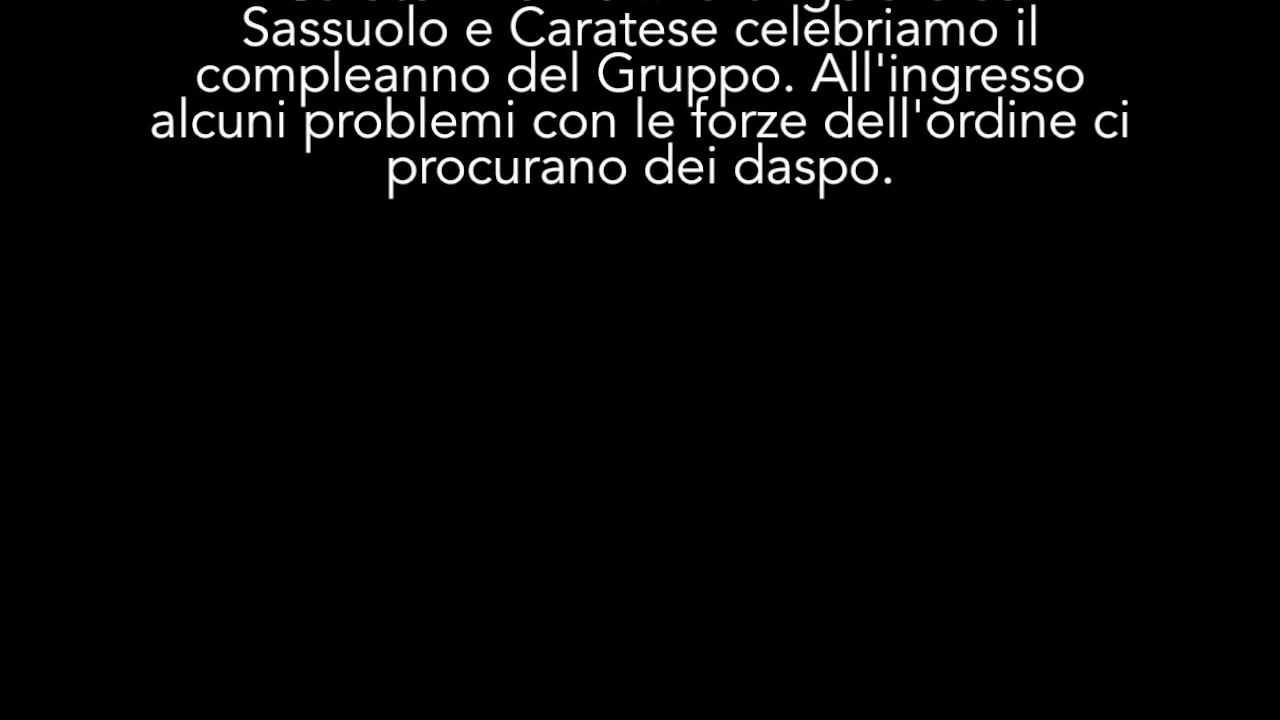 Sassuolo e Caratese celebriamo il
compleanno del Gruppo. All'ingresso
alcuni problemi con le forze dell'ordine ci
procurano dei daspo.